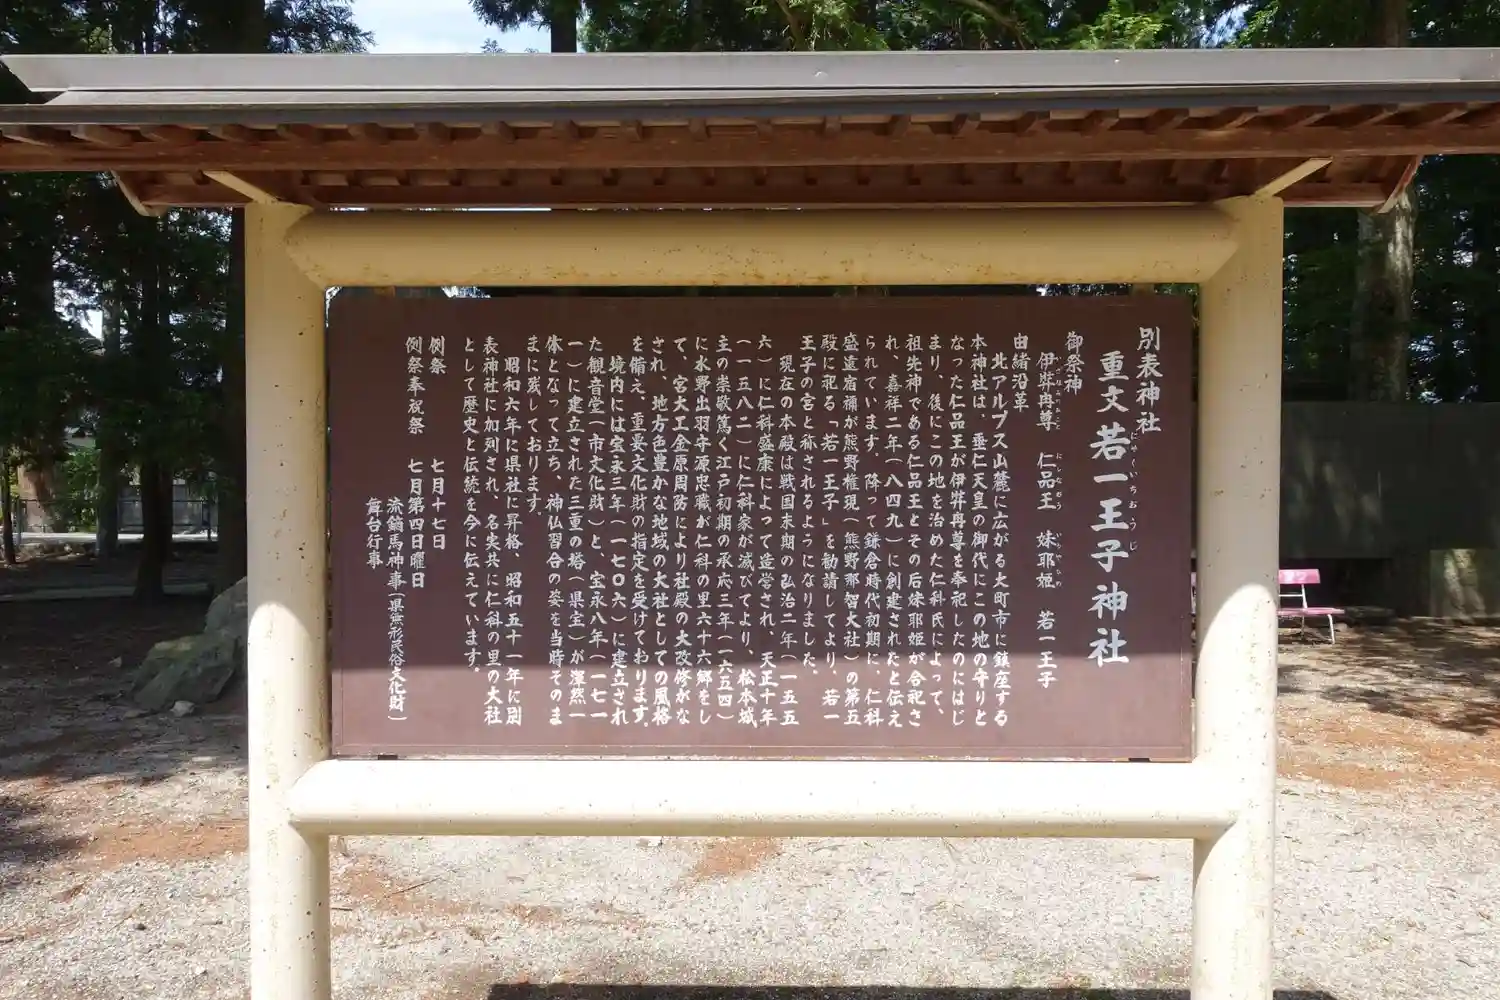 別表神社
重文若一王子神社
にゃくいちおうじ
御祭神
伊弉冉尊　仁品王　妹耶姫　若一王子
いざなみのみこと　にしなおう　いもやひめ
由緒沿革
北アルプス山麓に広がる大町市に鎮座する
本神社は、垂仁天皇の御代にこの地の守りと
なった仁品王が伊弉冉尊を奉祀したのにはじ
まり、後にこの地を治めた仁科氏によって、
祖先神である仁品王とその后妹耶姫が合祀さ
れ、嘉祥二年（八四九）に創建されたと伝え
られています。降って鎌倉時代初期に、仁科
盛遠宿禰が熊野権現（熊野那智大社）の第五
殿に祀る「若一王子」を勧請してより、若一
王子の宮と称されるようになりました。
現在の本殿は戦国末期の弘治二年（一五五
六）に仁科盛康によって造営され、天正十年
（一五八二）に仁科家が滅びてより、松本城
主の崇敬篤く江戸初期の承応三年（一六五四）
に水野出羽守源忠職が仁科の里六十六郷をし
て、宮大工金原周防により社殿の大改修がな
され、地方色豊かな地域の大社としての風格
を備え、重要文化財の指定を受けております。
境内には宝永三年（一七〇六）に建立され
た観音堂（市文化財）と、宝永八年（一七一
一）に建立された三重の塔（県宝）が渾然一
体となって立ち、神仏習合の姿を当時そのま
まに残しております。
昭和六年に県社に昇格、昭和五十一年に別
表神社に加列され、名実共に仁科の里の大社
として歴史と伝統を今に伝えています。
例祭　七月十七日
例祭奉祝祭　七月第四日曜日
流鏑馬神事（県無形民俗文化財）
舞台行事